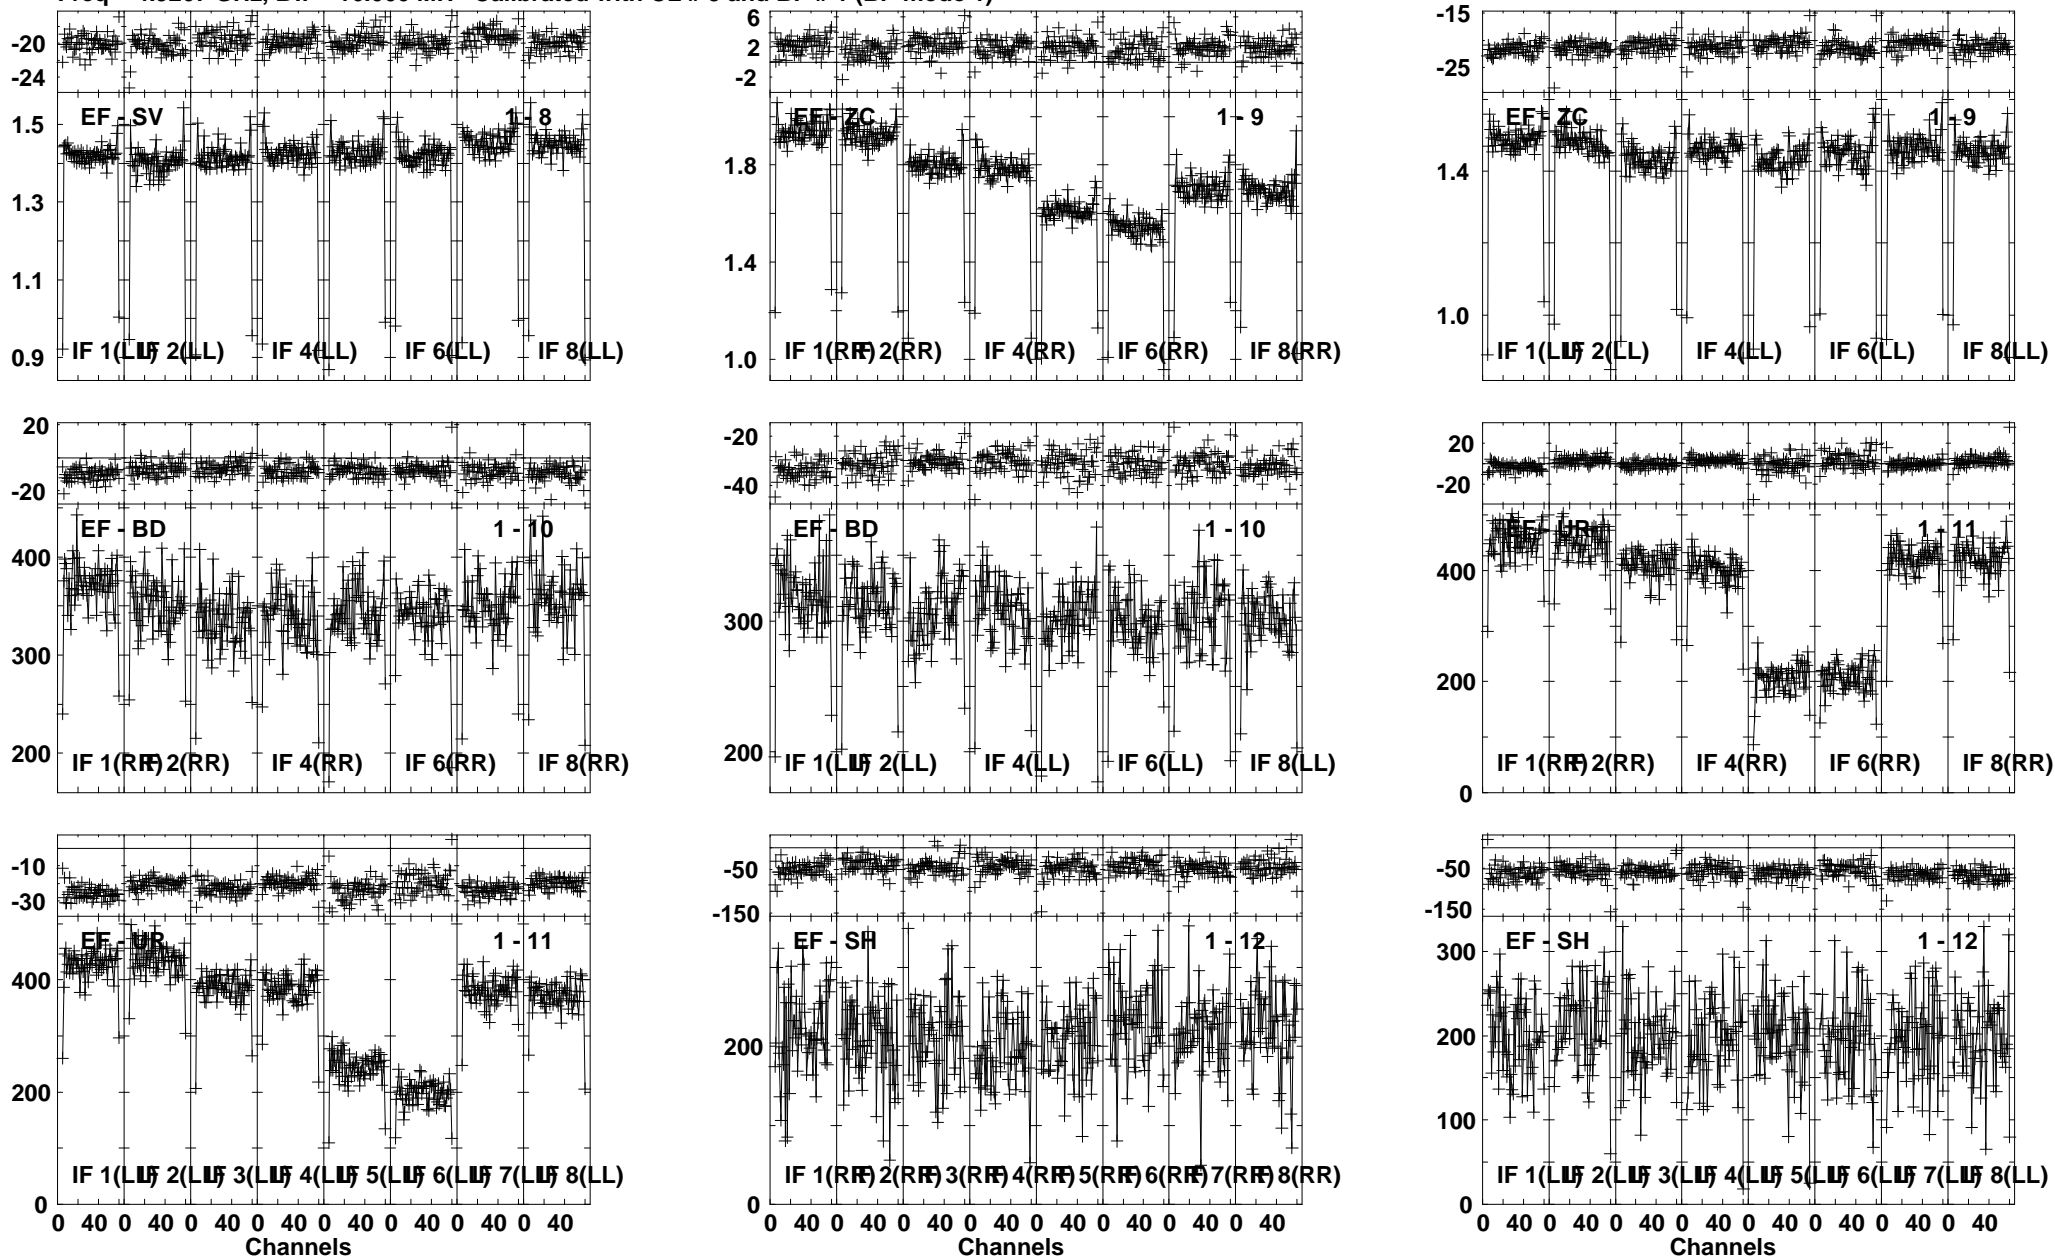 -20
-24
EF - SV
1 - 8
1.5
1.3
1.1
0.9
IF 1(LL)
IF 2(LL)
IF 4(LL)
IF 6(LL)
IF 8(LL)
6
2
-2
EF - ZC
1 - 9
1.8
1.4
1.0
IF 1(RR)
IF 2(RR)
IF 4(RR)
IF 6(RR)
IF 8(RR)
-15
-25
EF - ZC
1 - 9
1.4
1.0
IF 1(LL)
IF 2(LL)
IF 4(LL)
IF 6(LL)
IF 8(LL)
20
-20
EF - BD
1 - 10
400
300
200
IF 1(RR)
IF 2(RR)
IF 4(RR)
IF 6(RR)
IF 8(RR)
-20
-40
EF - BD
1 - 10
300
200
IF 1(LL)
IF 2(LL)
IF 4(LL)
IF 6(LL)
IF 8(LL)
20
-20
EF - UR
1 - 11
400
200
0
IF 1(RR)
IF 2(RR)
IF 4(RR)
IF 6(RR)
IF 8(RR)
-10
-30
EF - UR
1 - 11
400
200
0
IF 1(LL)
IF 2(LL)
IF 3(LL)
IF 4(LL)
IF 5(LL)
IF 6(LL)
IF 7(LL)
IF 8(LL)
0 40 0 40 0 40 0 40 0 40 0 40 0 40 0 40
Channels
-50
-150
EF - SH
1 - 12
200
0
IF 1(RR)
IF 2(RR)
IF 3(RR)
IF 4(RR)
IF 5(RR)
IF 6(RR)
IF 7(RR)
IF 8(RR)
0 40 0 40 0 40 0 40 0 40 0 40 0 40 0 40
Channels
-50
-150
EF - SH
1 - 12
300
200
100
0
IF 1(LL)
IF 2(LL)
IF 3(LL)
IF 4(LL)
IF 5(LL)
IF 6(LL)
IF 7(LL)
IF 8(LL)
0 40 0 40 0 40 0 40 0 40 0 40 0 40 0 40
Channels